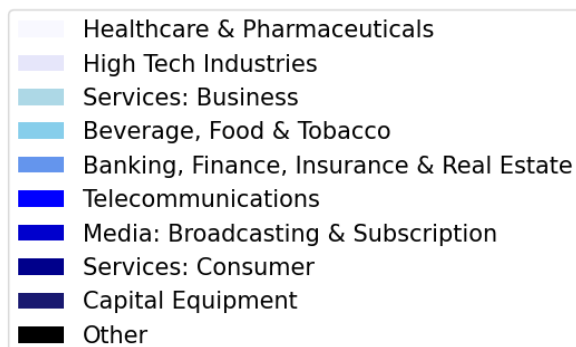 Healthcare & Pharmaceuticals
High Tech Industries
Services: Business
Beverage, Food & Tobacco
Banking, Finance, Insurance & Real Estate
Telecommunications
Media: Broadcasting & Subscription
Services: Consumer
Capital Equipment
Other